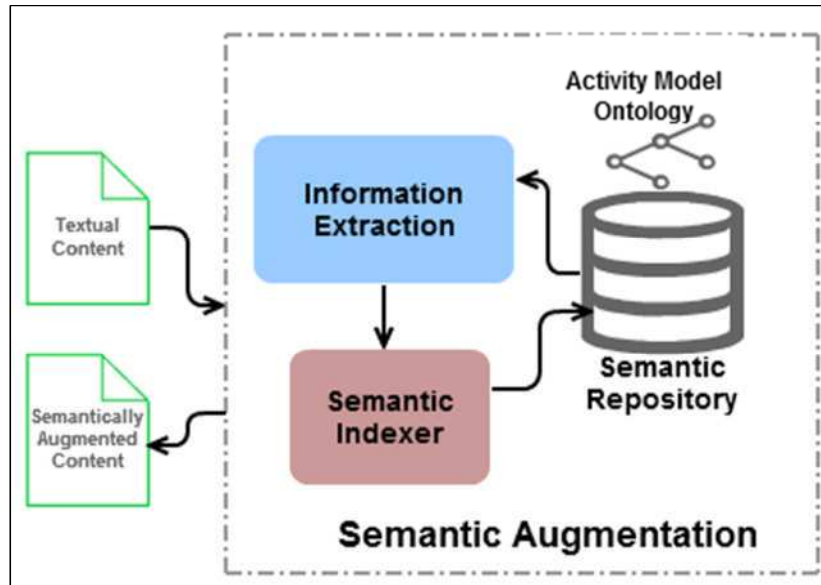 Activity Model
Ontology
Information
Extraction
Textual
Content
Semantic
Repository
Semantic
Indexer
Semantically
Augmented
Content
Semantic Augmentation